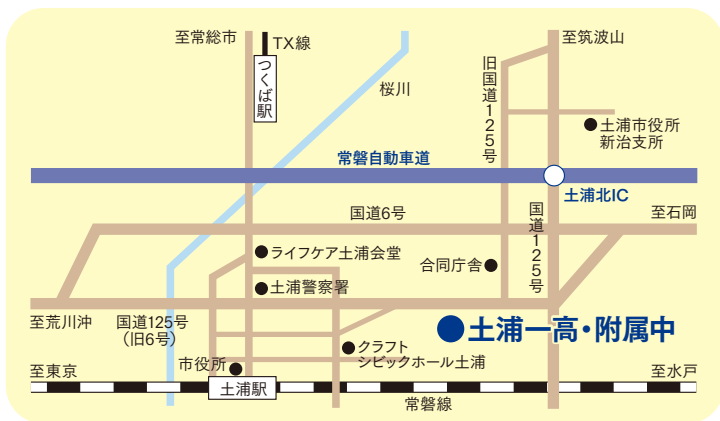 至常総市
TX線
つくば駅
桜川
旧国道125号
至筑波山
土浦市役所
新治支所
常磐自動車道
土浦北IC
国道6号
国道125号
至石岡
ライフケア土浦会堂
合同庁舎
土浦警察署
至荒川沖
国道125号
(旧6号)
土浦一高・附属中
クラフト
シビックホール土浦
市役所
至東京
至水戸
土浦駅
常磐線